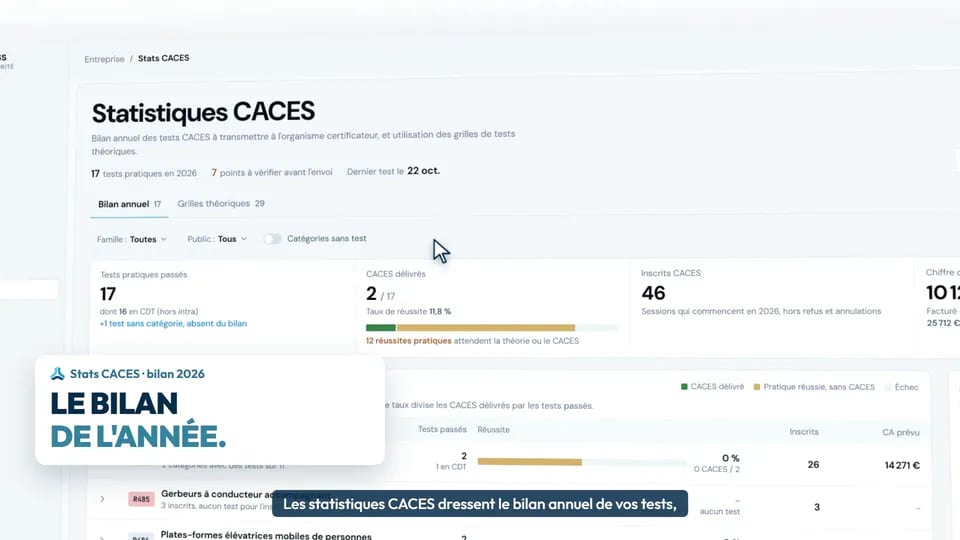 Entreprise / Stats CACES
Statistiques CACES
Bilan annuel des tests CACES à transmettre à l'organisme certificateur, et utilisation des grilles de tests
théoriques.
17 tests pratiques en 2026 7 points à vérifier avant l'envoi Dernier test le 22 oct.
Bilan annuel 17 Grilles théoriques 29
Famille : Toutes Public : Tous Catégories sans test
Tests pratiques passés
17
dont 16 en CDT (hors intra)
+1 test sans catégorie, absent du bilan
CACES délivrés
2 / 17
Taux de réussite 11,8 %
12 réussites pratiques attendent la théorie ou le CACES
Inscrits CACES
46
Sessions qui commencent en 2026, hors refus et annulations
Chiffre
Facturé
25 712 €
Stats CACES · bilan 2026
LE BILAN
DE L'ANNÉE.
CACES délivré Pratique réussie, sans CACES Échec
taux divise les CACES délivrés par les tests passés.
Tests passés Réussite Inscrits CA prévu
2
1 en CDT
0 %
0 CACES / 2
26
14 271 €
R485
Gerbeurs à conducteur
3 inscrits, aucun test pour
–
aucun test
3
-
Les statistiques CACES dressent le bilan annuel de vos tests,
Plates-formes élévatrices mobiles de personnes